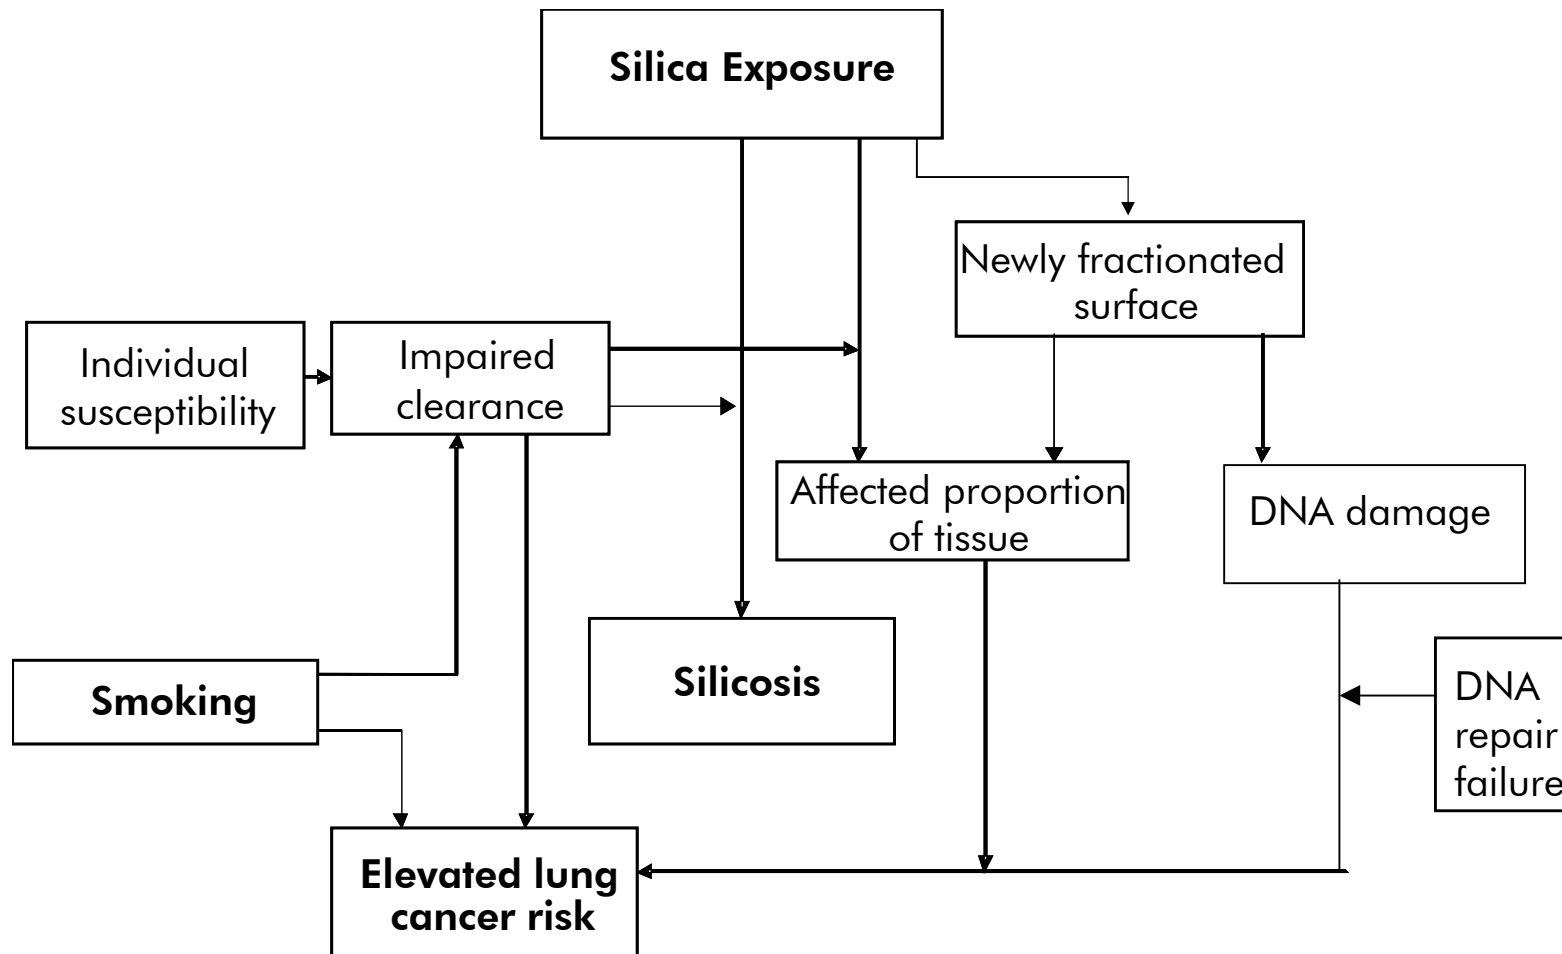 Silica Exposure
Newly fractionated
surface
Individual
susceptibility
Impaired
clearance
Affected proportion
of tissue
DNA damage
Silicosis
Smoking
DNA
repair
failure
Elevated lung
cancer risk